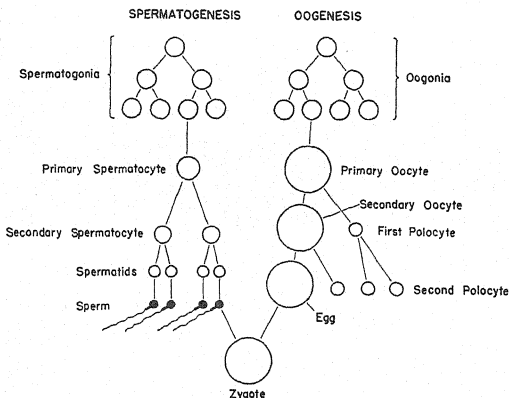 SPERMATOGENESIS
OOGENESIS
Spermatogonia
Oogonia
Primary Spermatocyte
Primary Oocyte
Secondary Oocyte
Secondary Spermatocyte
First Polocyte
Spermatids
Second Polocyte
Sperm
Egg
Zygote